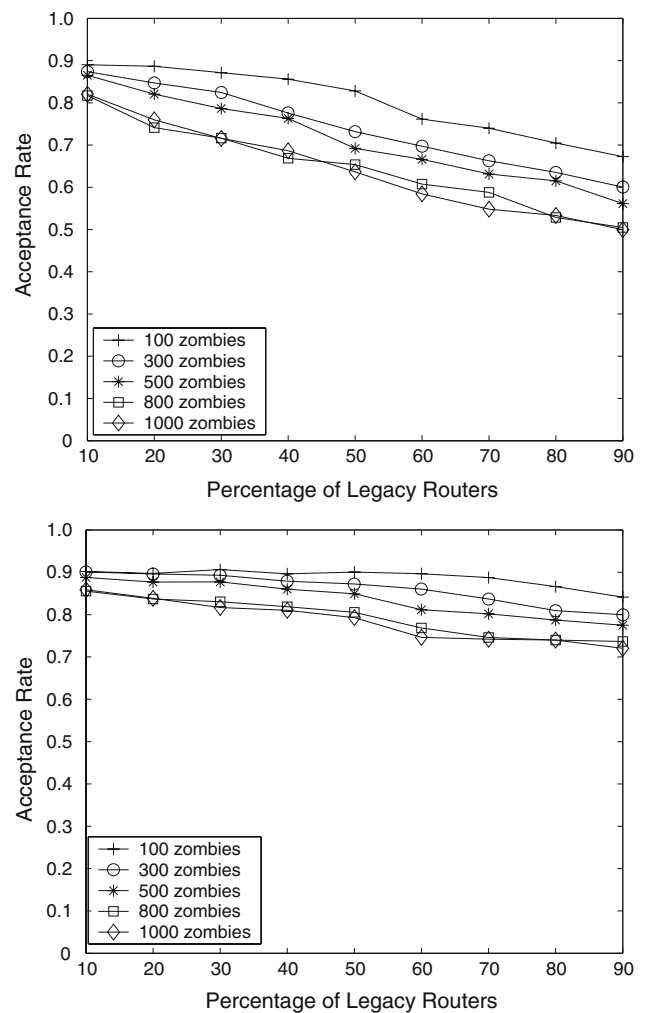 1.0
0.9
0.8
0.7
0.6
0.5
0.4
0.3
0.2
0.1
0
Acceptance Rate
100 zombies
300 zombies
500 zombies
800 zombies
1000 zombies
10 20 30 40 50 60 70 80 90
Percentage of Legacy Routers
1.0
0.9
0.8
0.7
0.6
0.5
0.4
0.3
0.2
0.1
0
Acceptance Rate
100 zombies
300 zombies
500 zombies
800 zombies
1000 zombies
10 20 30 40 50 60 70 80 90
Percentage of Legacy Routers